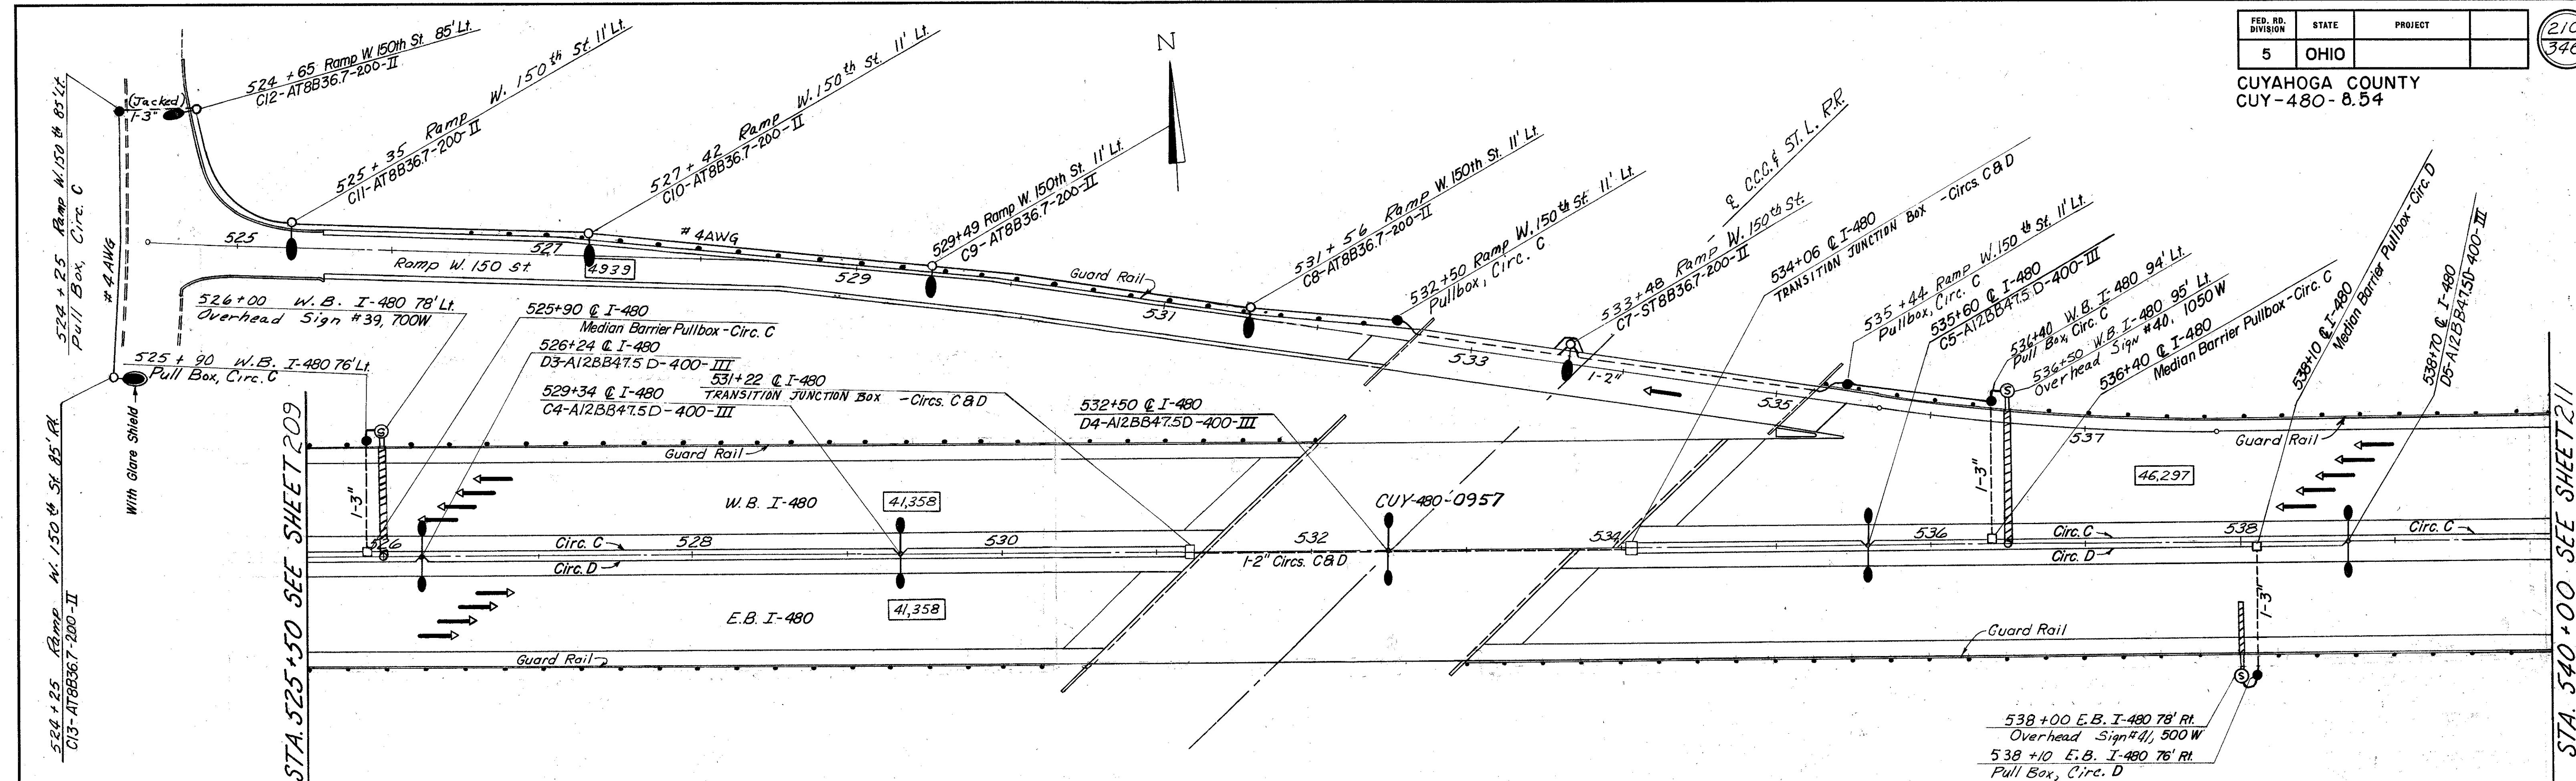 FED. RD. DIVISION
STATE
PROJECT
5
OHIO
210
346
CUYAHOGA COUNTY
CUY-480-8.54
N
524+65 Ramp W. 150th St. 85' Lt.
C12-AT8B36.7-200-II
525+35 Ramp W. 150th St. 11' Lt.
C11-AT8B36.7-200-II
527+42 Ramp W. 150th St. 11' Lt.
C10-AT8B36.7-200-II
529+49 Ramp W. 150th St. 11' Lt.
C9-AT8B36.7-200-II
531+56 Ramp W. 150th St. 11' Lt.
C8-AT8B36.7-200-II
532+50 Ramp W. 150th St. 11' Lt.
Pullbox, Circ. C
℄ C.C.C. & ST. L. R.R.
533+48 Ramp W. 150th St.
C7-ST8B36.7-200-II
534+06 ℄ I-480
TRANSITION JUNCTION BOX - Circs. C & D
535+44 Ramp W. 150th St. 11' Lt.
Pullbox, Circ. C
535+60 ℄ I-480
C5-A12BB47.5D-400-III
536+40 W.B. I-480 94' Lt.
Pull Box, Circ. C
536+50 W.B. I-480 95' Lt.
Overhead Sign #40, 1050W
536+40 ℄ I-480
Median Barrier Pullbox - Circ. C
538+10 ℄ I-480
Median Barrier Pullbox - Circ. D
538+70 ℄ I-480
D5-A12BB47.5D-400-III
524+25 Ramp W. 150th 85' Lt.
Pull Box, Circ. C
(Jacked)
1-3"
#4AWG
With Glare Shield
524+25 Ramp W. 150th St 85' Rt.
C13-AT8B36.7-200-II
525
527
529
531
533
535
537
#4AWG
Guard Rail
Ramp W. 150 St.
4939
1-2"
526+00 W.B. I-480 78' Lt.
Overhead Sign #39, 700W
525+90 W.B. I-480 76' Lt.
Pull Box, Circ. C
525+90 ℄ I-480
Median Barrier Pullbox - Circ. C
526+24 ℄ I-480
D3-A12BB47.5D-400-III
529+34 ℄ I-480
C4-A12BB47.5D-400-III
531+22 ℄ I-480
TRANSITION JUNCTION BOX - Circs. C & D
532+50 ℄ I-480
D4-A12BB47.5D-400-III
STA. 525+50 SEE SHEET 209
Guard Rail
Guard Rail
1-3"
W.B. I-480
41,358
CUY-480-0957
1-3"
46,297
526
528
530
532
534
536
538
Circ. C
Circ. D
1-2" Circs. C & D
Circ. C
Circ. C
Circ. D
E.B. I-480
41,358
1-3"
Guard Rail
Guard Rail
538+00 E.B. I-480 78' Rt.
Overhead Sign #41, 500W
538+10 E.B. I-480 76' Rt.
Pull Box, Circ. D
STA. 540+00 SEE SHEET 211